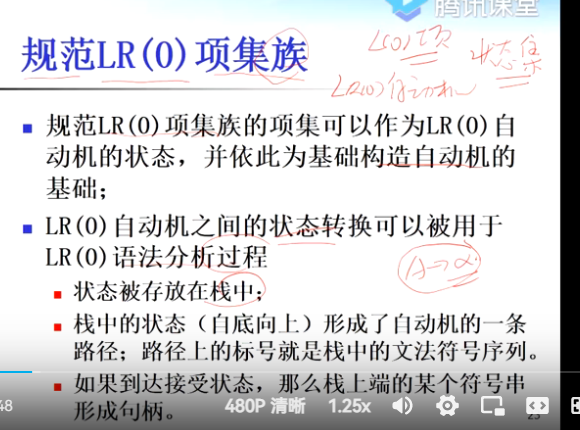 腾讯课堂
规范LR(0)项集族
L(0)项
状态集
LR(0)自动机
规范LR(0)项集族的项集可以作为LR(0)自
动机的状态，并依此为基础构造自动机的
基础；
LR(0)自动机之间的状态转换可以被用于
LR(0)语法分析过程
A→α·
状态被存放在栈中；
栈中的状态（自底向上）形成了自动机的一条
路径；路径上的标号就是栈中的文法符号序列。
如果到达接受状态，那么栈上端的某个符号串
形成句柄。
:48
480P 清晰
1.25x